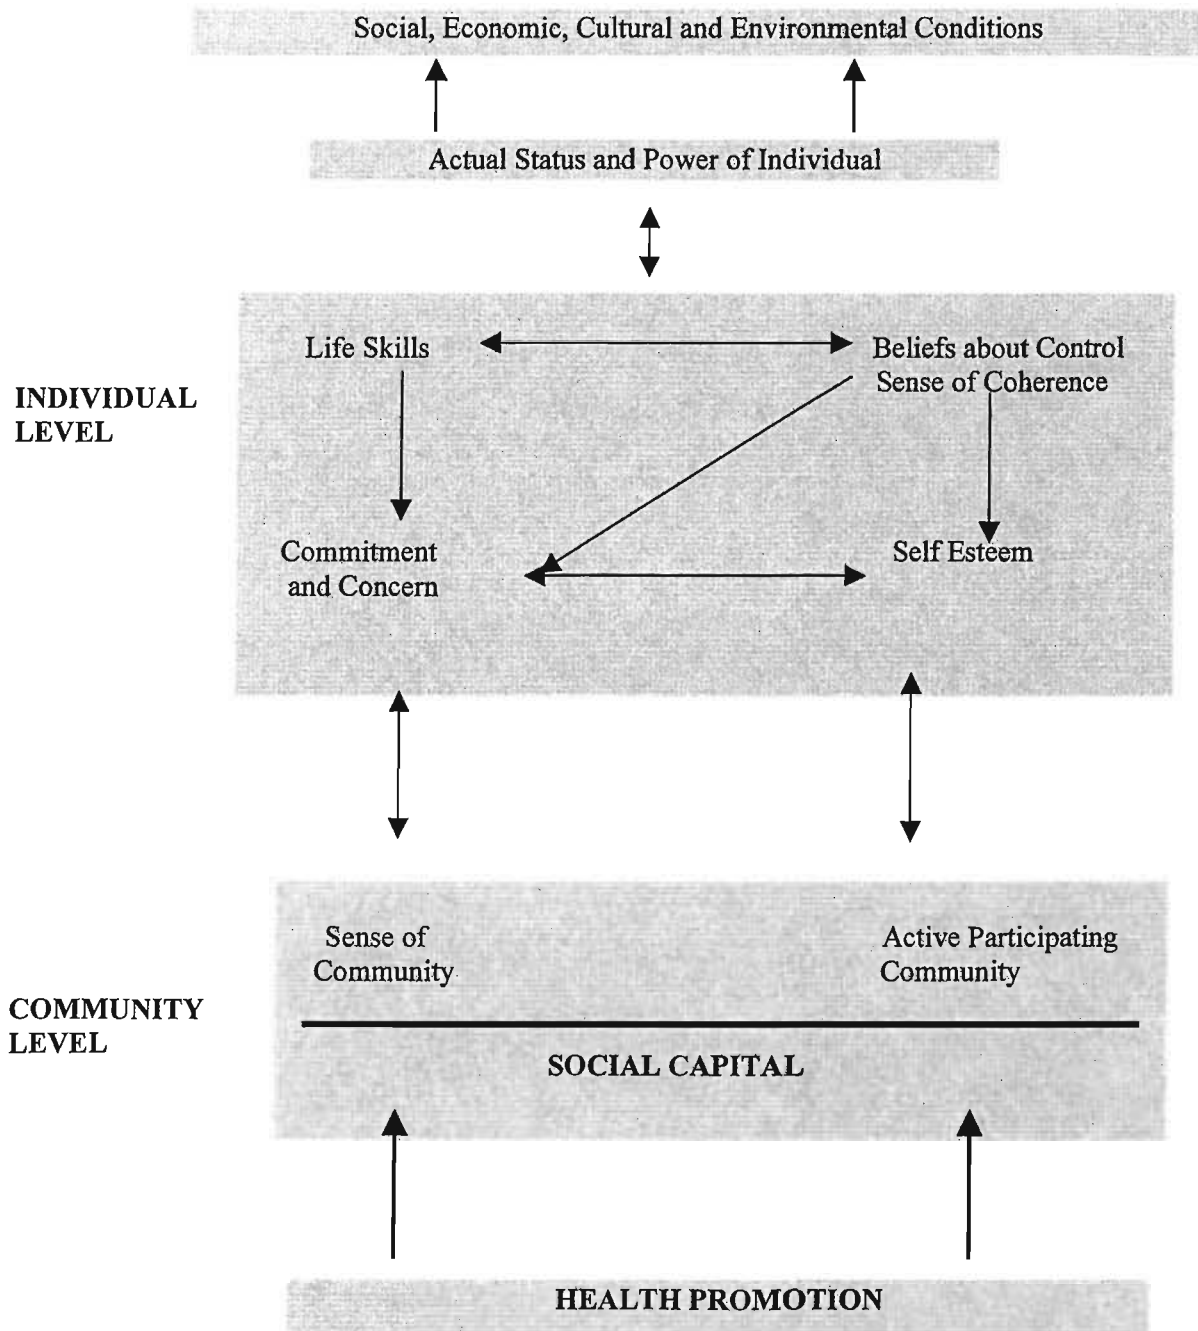 Social, Economic, Cultural and Environmental Conditions
Actual Status and Power of Individual
INDIVIDUAL
LEVEL
Life Skills
Beliefs about Control
Sense of Coherence
Commitment
and Concern
Self Esteem
COMMUNITY
LEVEL
Sense of
Community
Active Participating
Community
SOCIAL CAPITAL
HEALTH PROMOTION